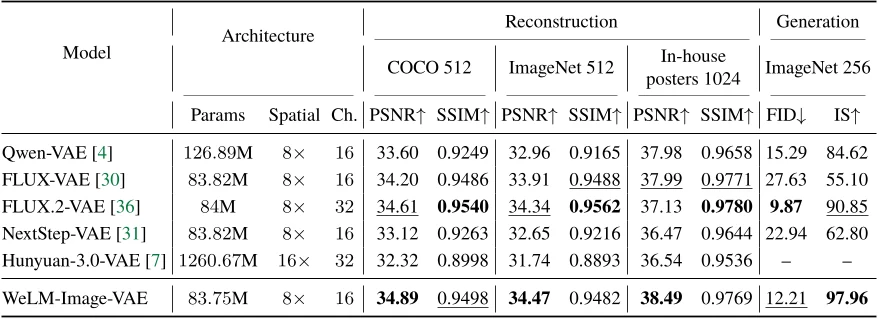 Model Architecture Reconstruction Generation
COCO 512 ImageNet 512 In-house posters 1024 ImageNet 256
Params Spatial Ch. PSNR↑ SSIM↑ PSNR↑ SSIM↑ PSNR↑ SSIM↑ FID↓ IS↑
Qwen-VAE [4] 126.89M 8× 16 33.60 0.9249 32.96 0.9165 37.98 0.9658 15.29 84.62
FLUX-VAE [30] 83.82M 8× 16 34.20 0.9486 33.91 0.9488 37.99 0.9771 27.63 55.10
FLUX.2-VAE [36] 84M 8× 32 34.61 0.9540 34.34 0.9562 37.13 0.9780 9.87 90.85
NextStep-VAE [31] 83.82M 8× 16 33.12 0.9263 32.65 0.9216 36.47 0.9644 22.94 62.80
Hunyuan-3.0-VAE [7] 1260.67M 16× 32 32.32 0.8998 31.74 0.8893 36.54 0.9536 – –
WeLM-Image-VAE 83.75M 8× 16 34.89 0.9498 34.47 0.9482 38.49 0.9769 12.21 97.96